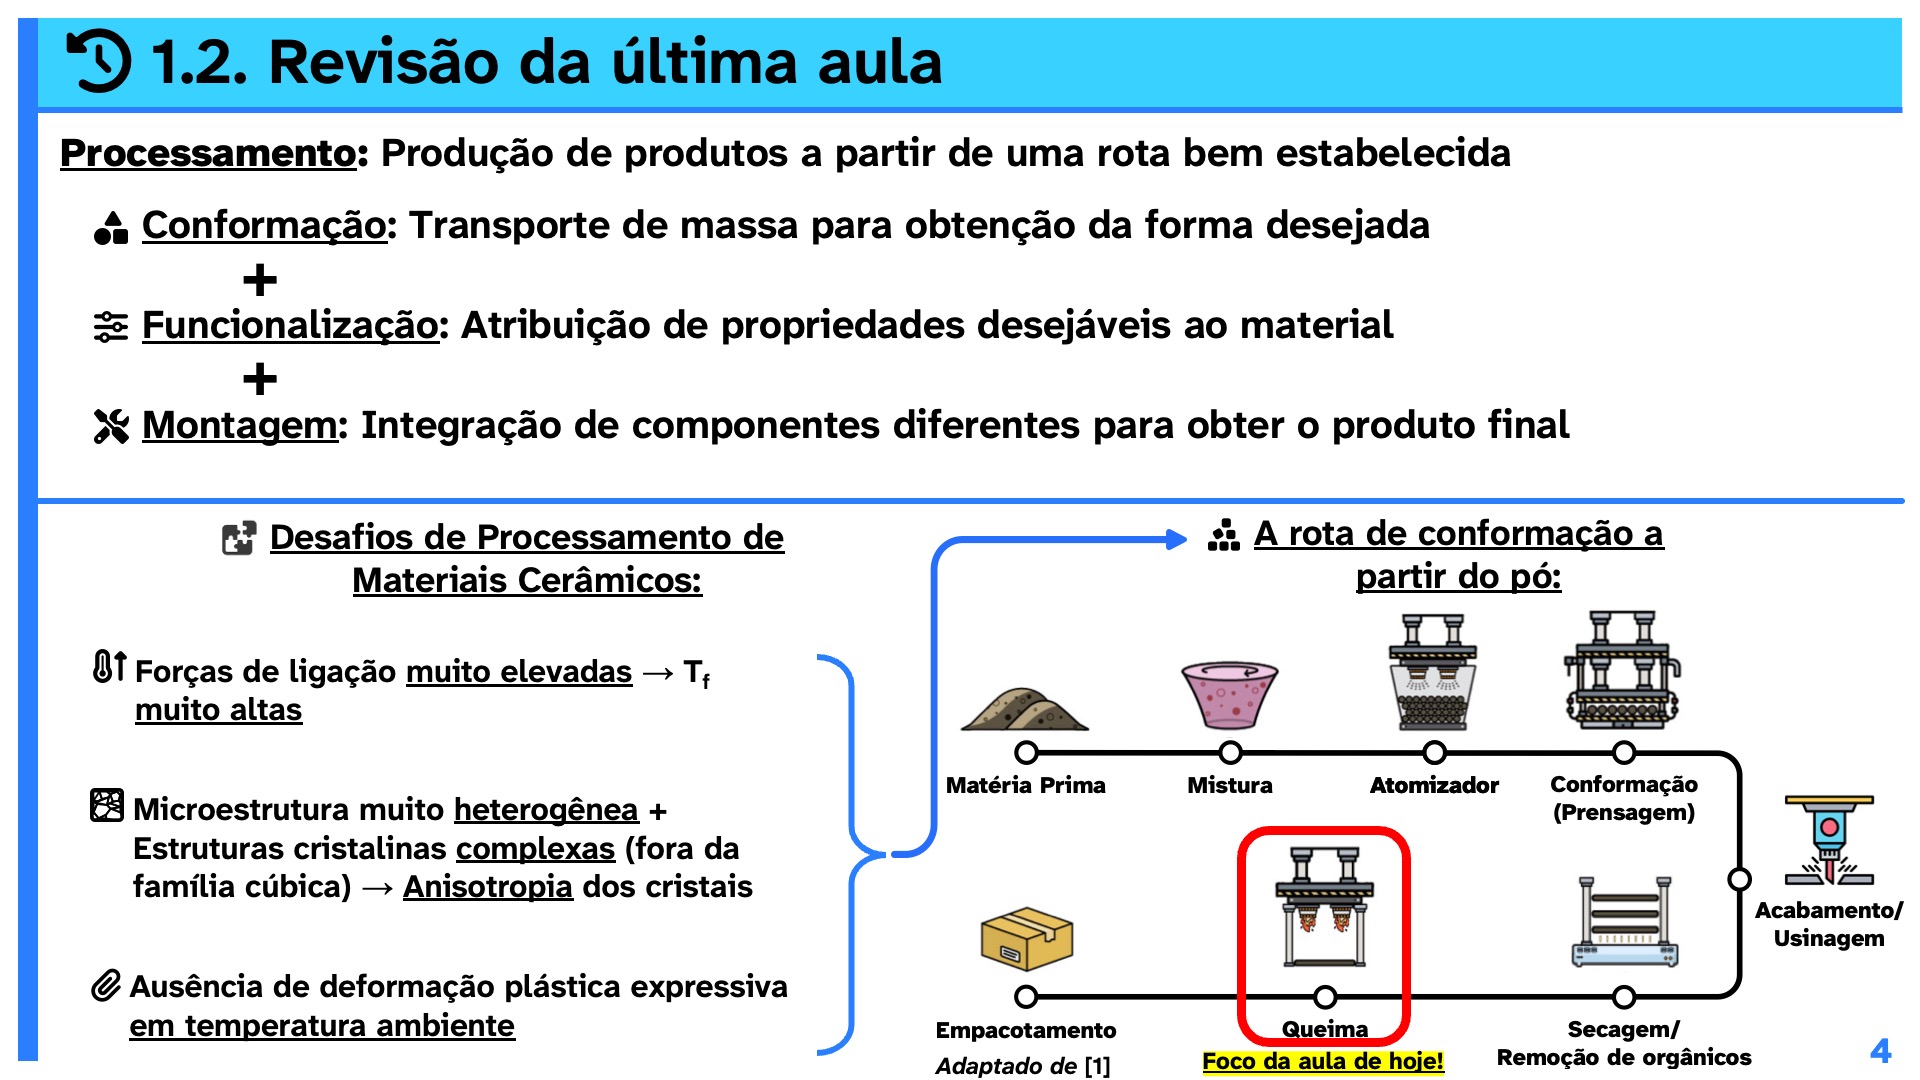 1.2. Revisão da última aula
Processamento: Produção de produtos a partir de uma rota bem estabelecida
Conformação: Transporte de massa para obtenção da forma desejada
+
Funcionalização: Atribuição de propriedades desejáveis ao material
+
Montagem: Integração de componentes diferentes para obter o produto final
Desafios de Processamento de
Materiais Cerâmicos:
Forças de ligação muito elevadas → Tf
muito altas
Microestrutura muito heterogênea +
Estruturas cristalinas complexas (fora da
família cúbica) → Anisotropia dos cristais
Ausência de deformação plástica expressiva
em temperatura ambiente
A rota de conformação a
partir do pó:
Matéria Prima
Mistura
Atomizador
Conformação
(Prensagem)
Acabamento/
Usinagem
Secagem/
Remoção de orgânicos
Queima
Foco da aula de hoje!
Empacotamento
Adaptado de [1]
4